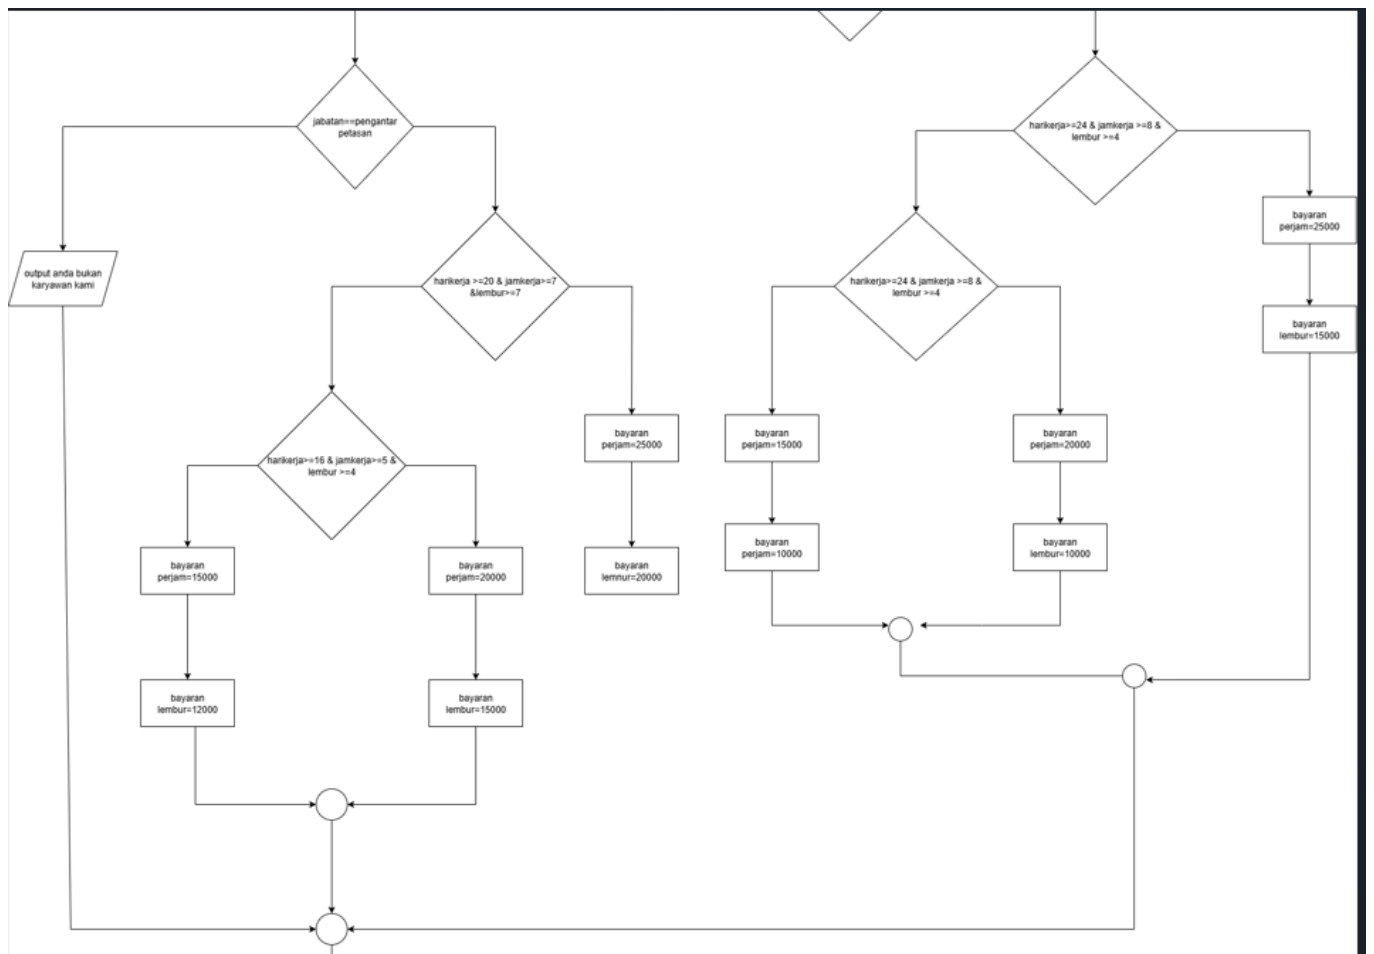 jabatan==pengantar
petasan
harikerja>=24 & jamkerja >=8 &
lembur >=4
bayaran
perjam=25000
output anda bukan
karyawan kami
harikerja >=20 & jamkerja>=7
&lembur>=7
harikerja>=24 & jamkerja >=8 &
lembur >=4
bayaran
lembur=15000
bayaran
perjam=25000
bayaran
perjam=15000
bayaran
perjam=20000
harikerja>=16 & jamkerja>=5 &
lembur >=4
bayaran
perjam=10000
bayaran
lembur=10000
bayaran
perjam=15000
bayaran
perjam=20000
bayaran
lemnur=20000
bayaran
lembur=12000
bayaran
lembur=15000